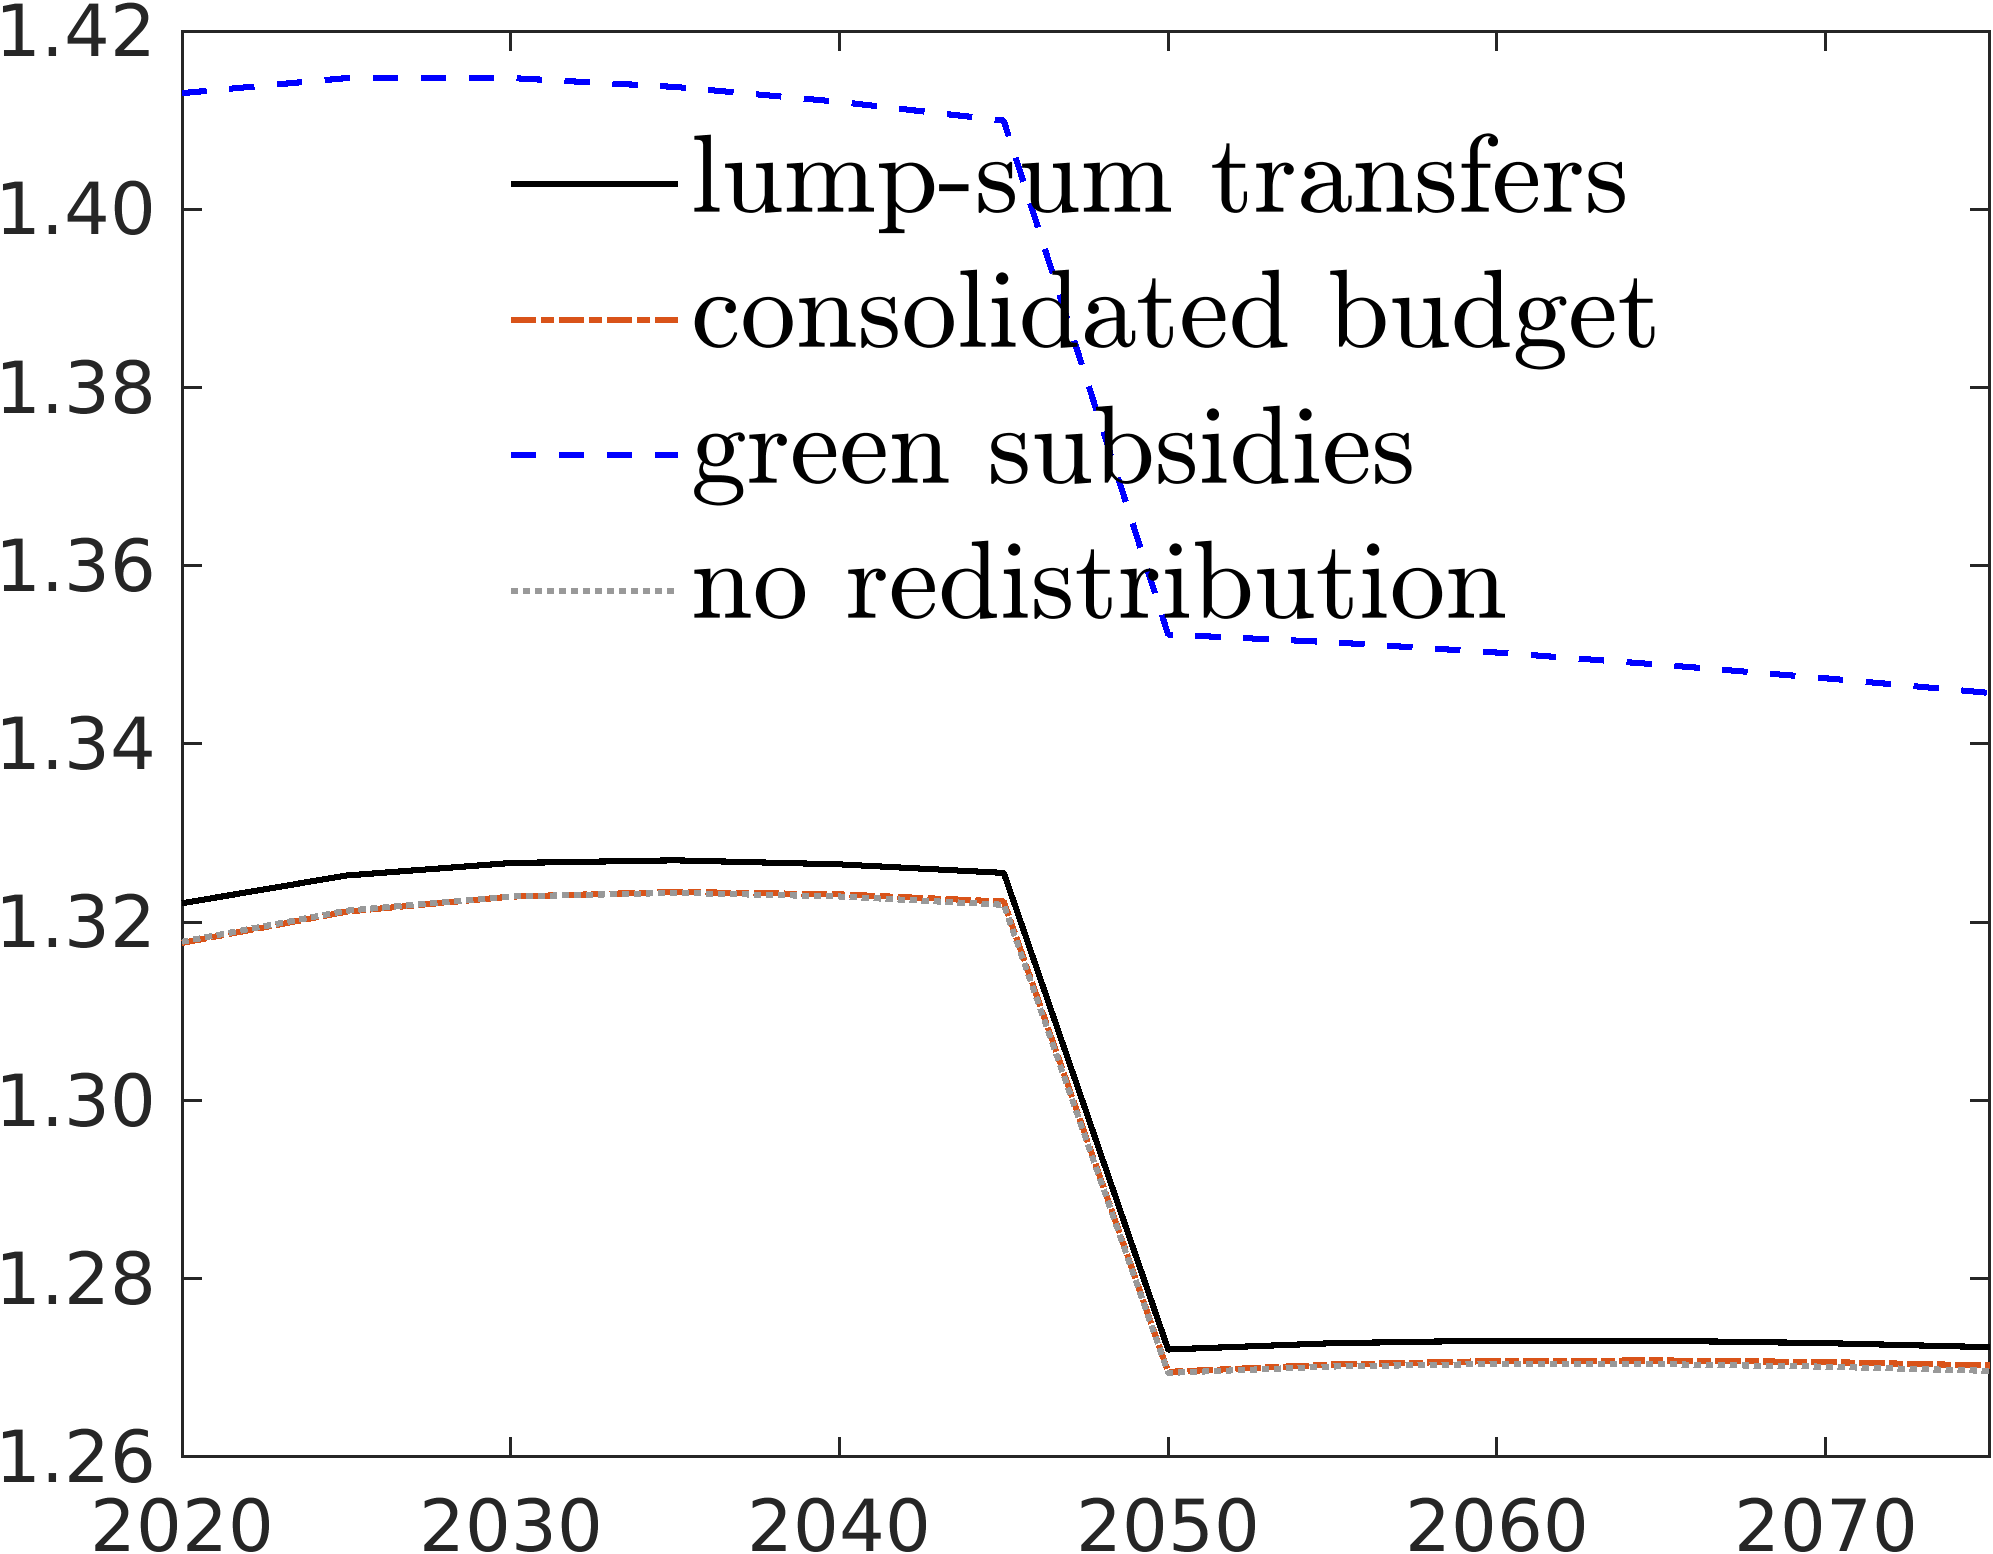 1.42
1.40
1.38
1.36
1.34
1.32
1.30
1.28
1.26
lump-sum transfers
consolidated budget
green subsidies
no redistribution
2020 2030 2040 2050 2060 2070